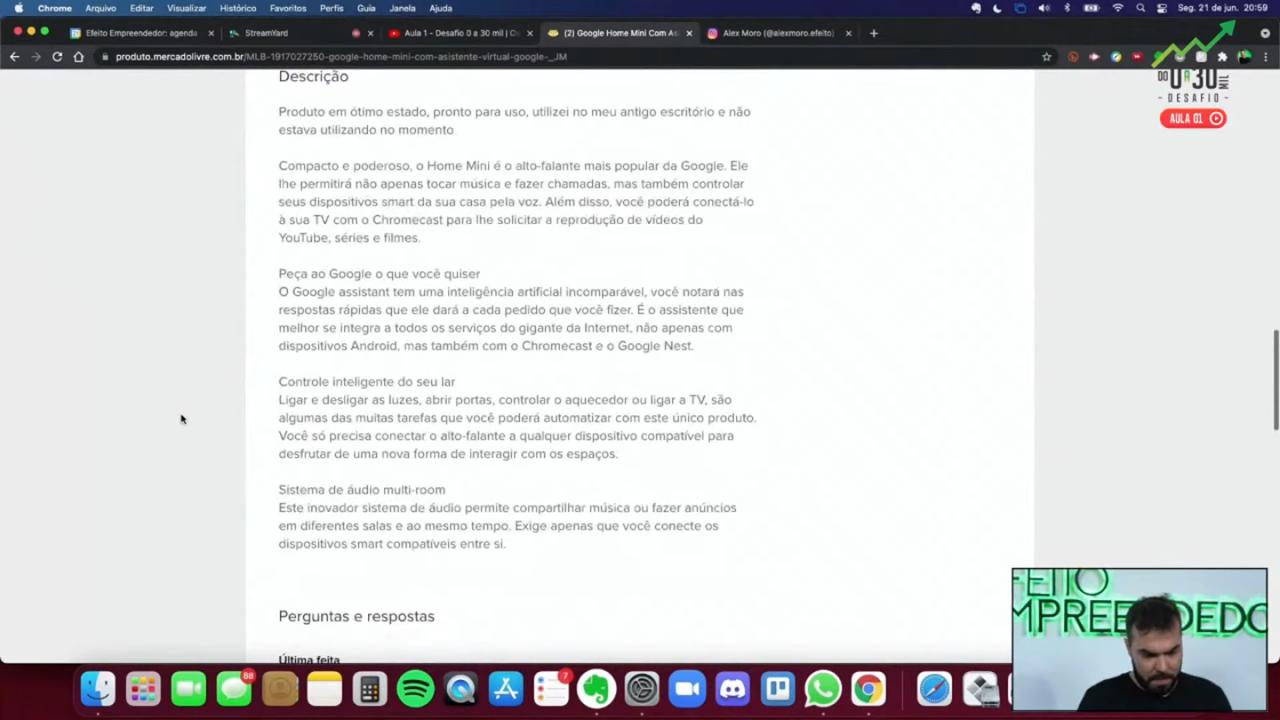 Chrome Arquivo Editar Visualizar Histórico Favoritos Perfis Guia Janela Ajuda
Seg. 21 de jun. 20:59
Efeito Empreendedor: agenda
StreamYard
Aula 1 - Desafio 0 a 30 mil | C
(2) Google Home Mini Com As
Alex Moro (@alexmoro.efeito)
produto.mercadolivre.com.br/MLB-1917027250-google-home-mini-com-asistente-virtual-google-_JM
DO 0 A 30 MIL
- DESAFIO -
AULA 01
Descrição
Produto em ótimo estado, pronto para uso, utilizei no meu antigo escritório e não
estava utilizando no momento
Compacto e poderoso, o Home Mini é o alto-falante mais popular da Google. Ele
lhe permitirá não apenas tocar música e fazer chamadas, mas também controlar
seus dispositivos smart da sua casa pela voz. Além disso, você poderá conectá-lo
à sua TV com o Chromecast para lhe solicitar a reprodução de vídeos do
YouTube, séries e filmes.
Peça ao Google o que você quiser
O Google assistant tem uma inteligência artificial incomparável, você notará nas
respostas rápidas que ele dará a cada pedido que você fizer. É o assistente que
melhor se integra a todos os serviços do gigante da Internet, não apenas com
dispositivos Android, mas também com o Chromecast e o Google Nest.
Controle inteligente do seu lar
Ligar e desligar as luzes, abrir portas, controlar o aquecedor ou ligar a TV, são
algumas das muitas tarefas que você poderá automatizar com este único produto.
Você só precisa conectar o alto-falante a qualquer dispositivo compatível para
desfrutar de uma nova forma de interagir com os espaços.
Sistema de áudio multi-room
Este inovador sistema de áudio permite compartilhar música ou fazer anúncios
em diferentes salas e ao mesmo tempo. Exige apenas que você conecte os
dispositivos smart compatíveis entre si.
Perguntas e respostas
Última feita
EFEITO
MPREENDEDO
88
7